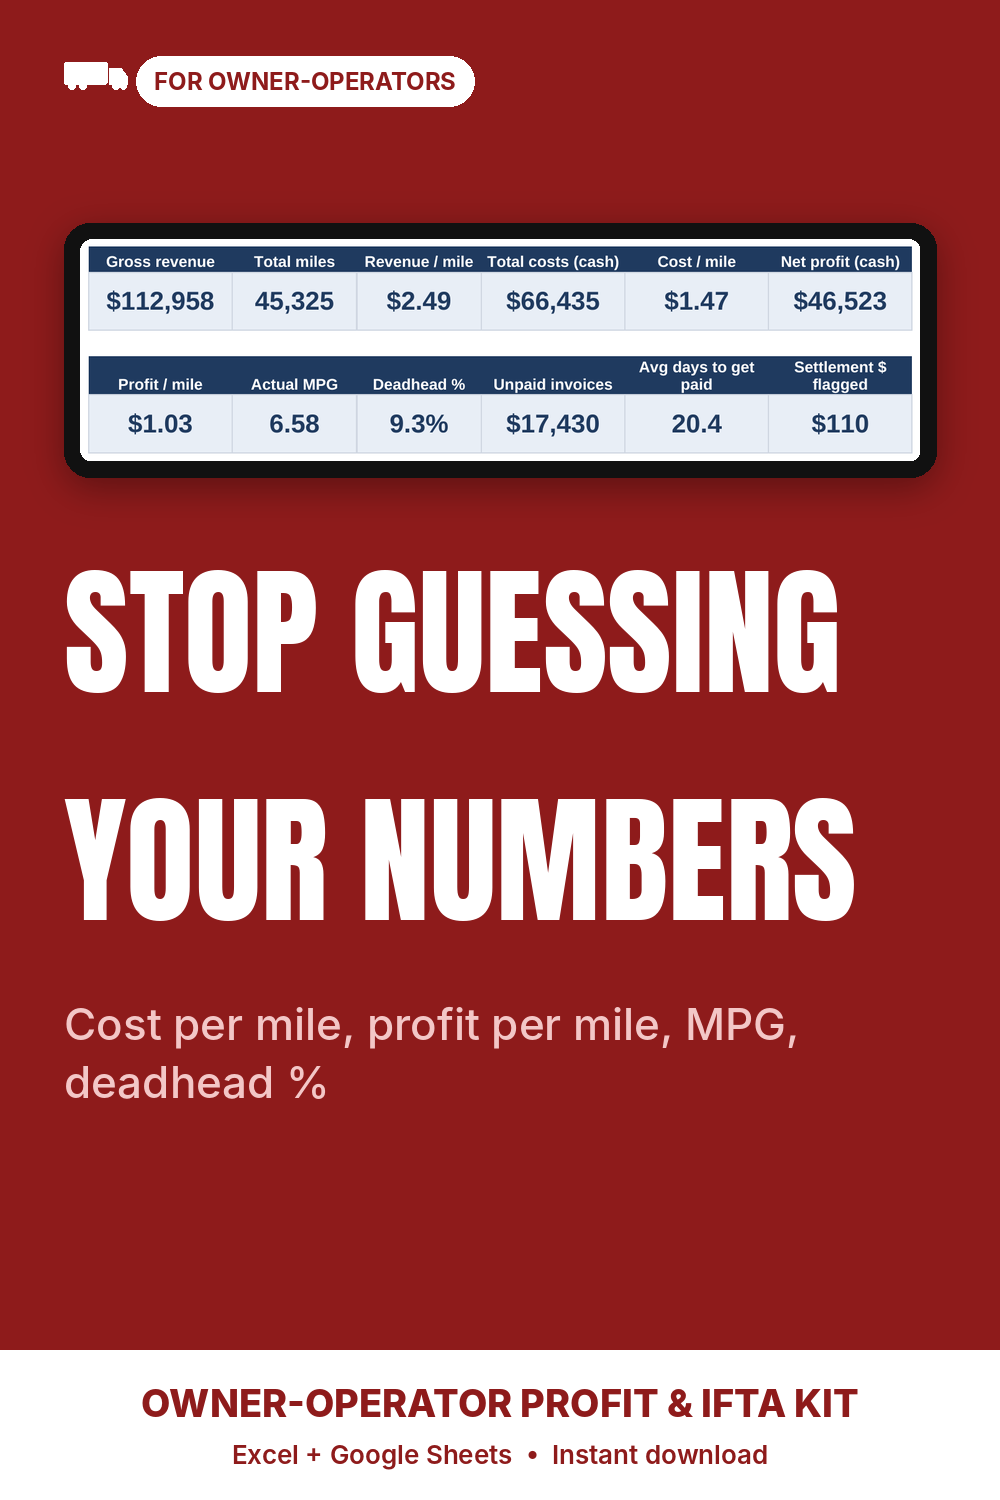 FOR OWNER-OPERATORS
Gross revenue Total miles Revenue / mile Total costs (cash) Cost / mile Net profit (cash)
$112,958 45,325 $2.49 $66,435 $1.47 $46,523
Profit / mile Actual MPG Deadhead % Unpaid invoices Avg days to get paid Settlement $ flagged
$1.03 6.58 9.3% $17,430 20.4 $110
STOP GUESSING
YOUR NUMBERS
Cost per mile, profit per mile, MPG,
deadhead %
OWNER-OPERATOR PROFIT & IFTA KIT
Excel + Google Sheets • Instant download